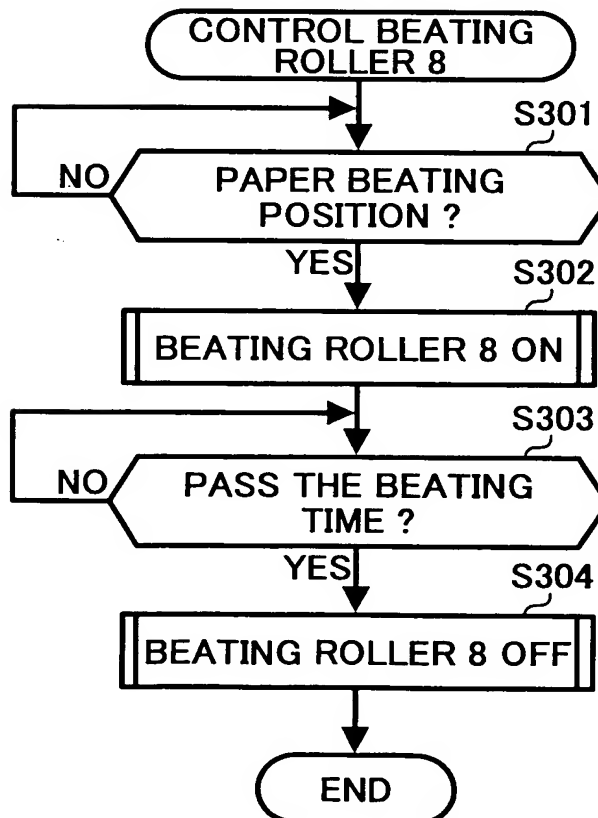 CONTROL BEATING
ROLLER 8
S301
NO
PAPER BEATING
POSITION ?
YES
S302
BEATING ROLLER 8 ON
S303
NO
PASS THE BEATING
TIME ?
YES
S304
BEATING ROLLER 8 OFF
END